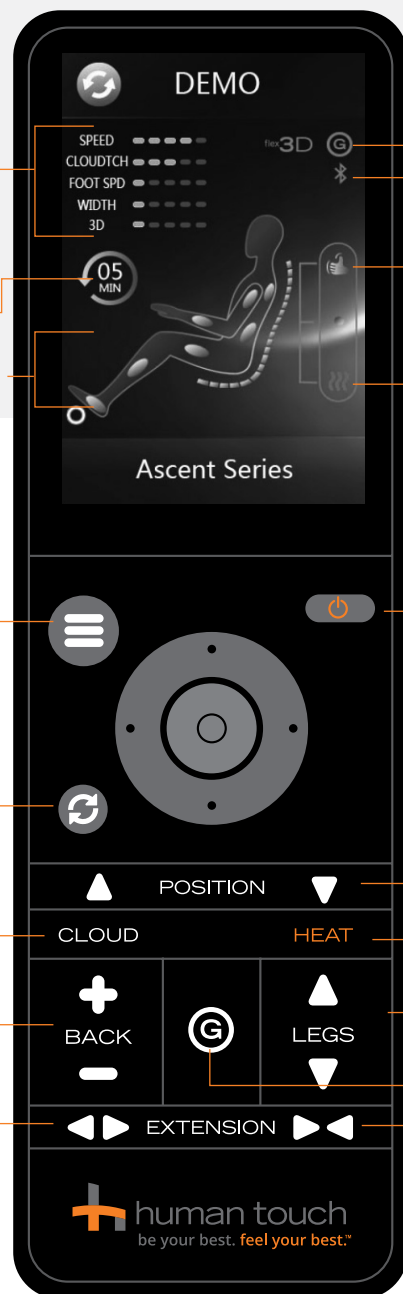 DEMO
SPEED
CLOUDTCH
FOOT SPD
WIDTH
3D
flex3D G
05
MIN
Ascent Series
POSITION
CLOUD HEAT
BACK G LEGS
EXTENSION
human touch
be your best. feel your best.™